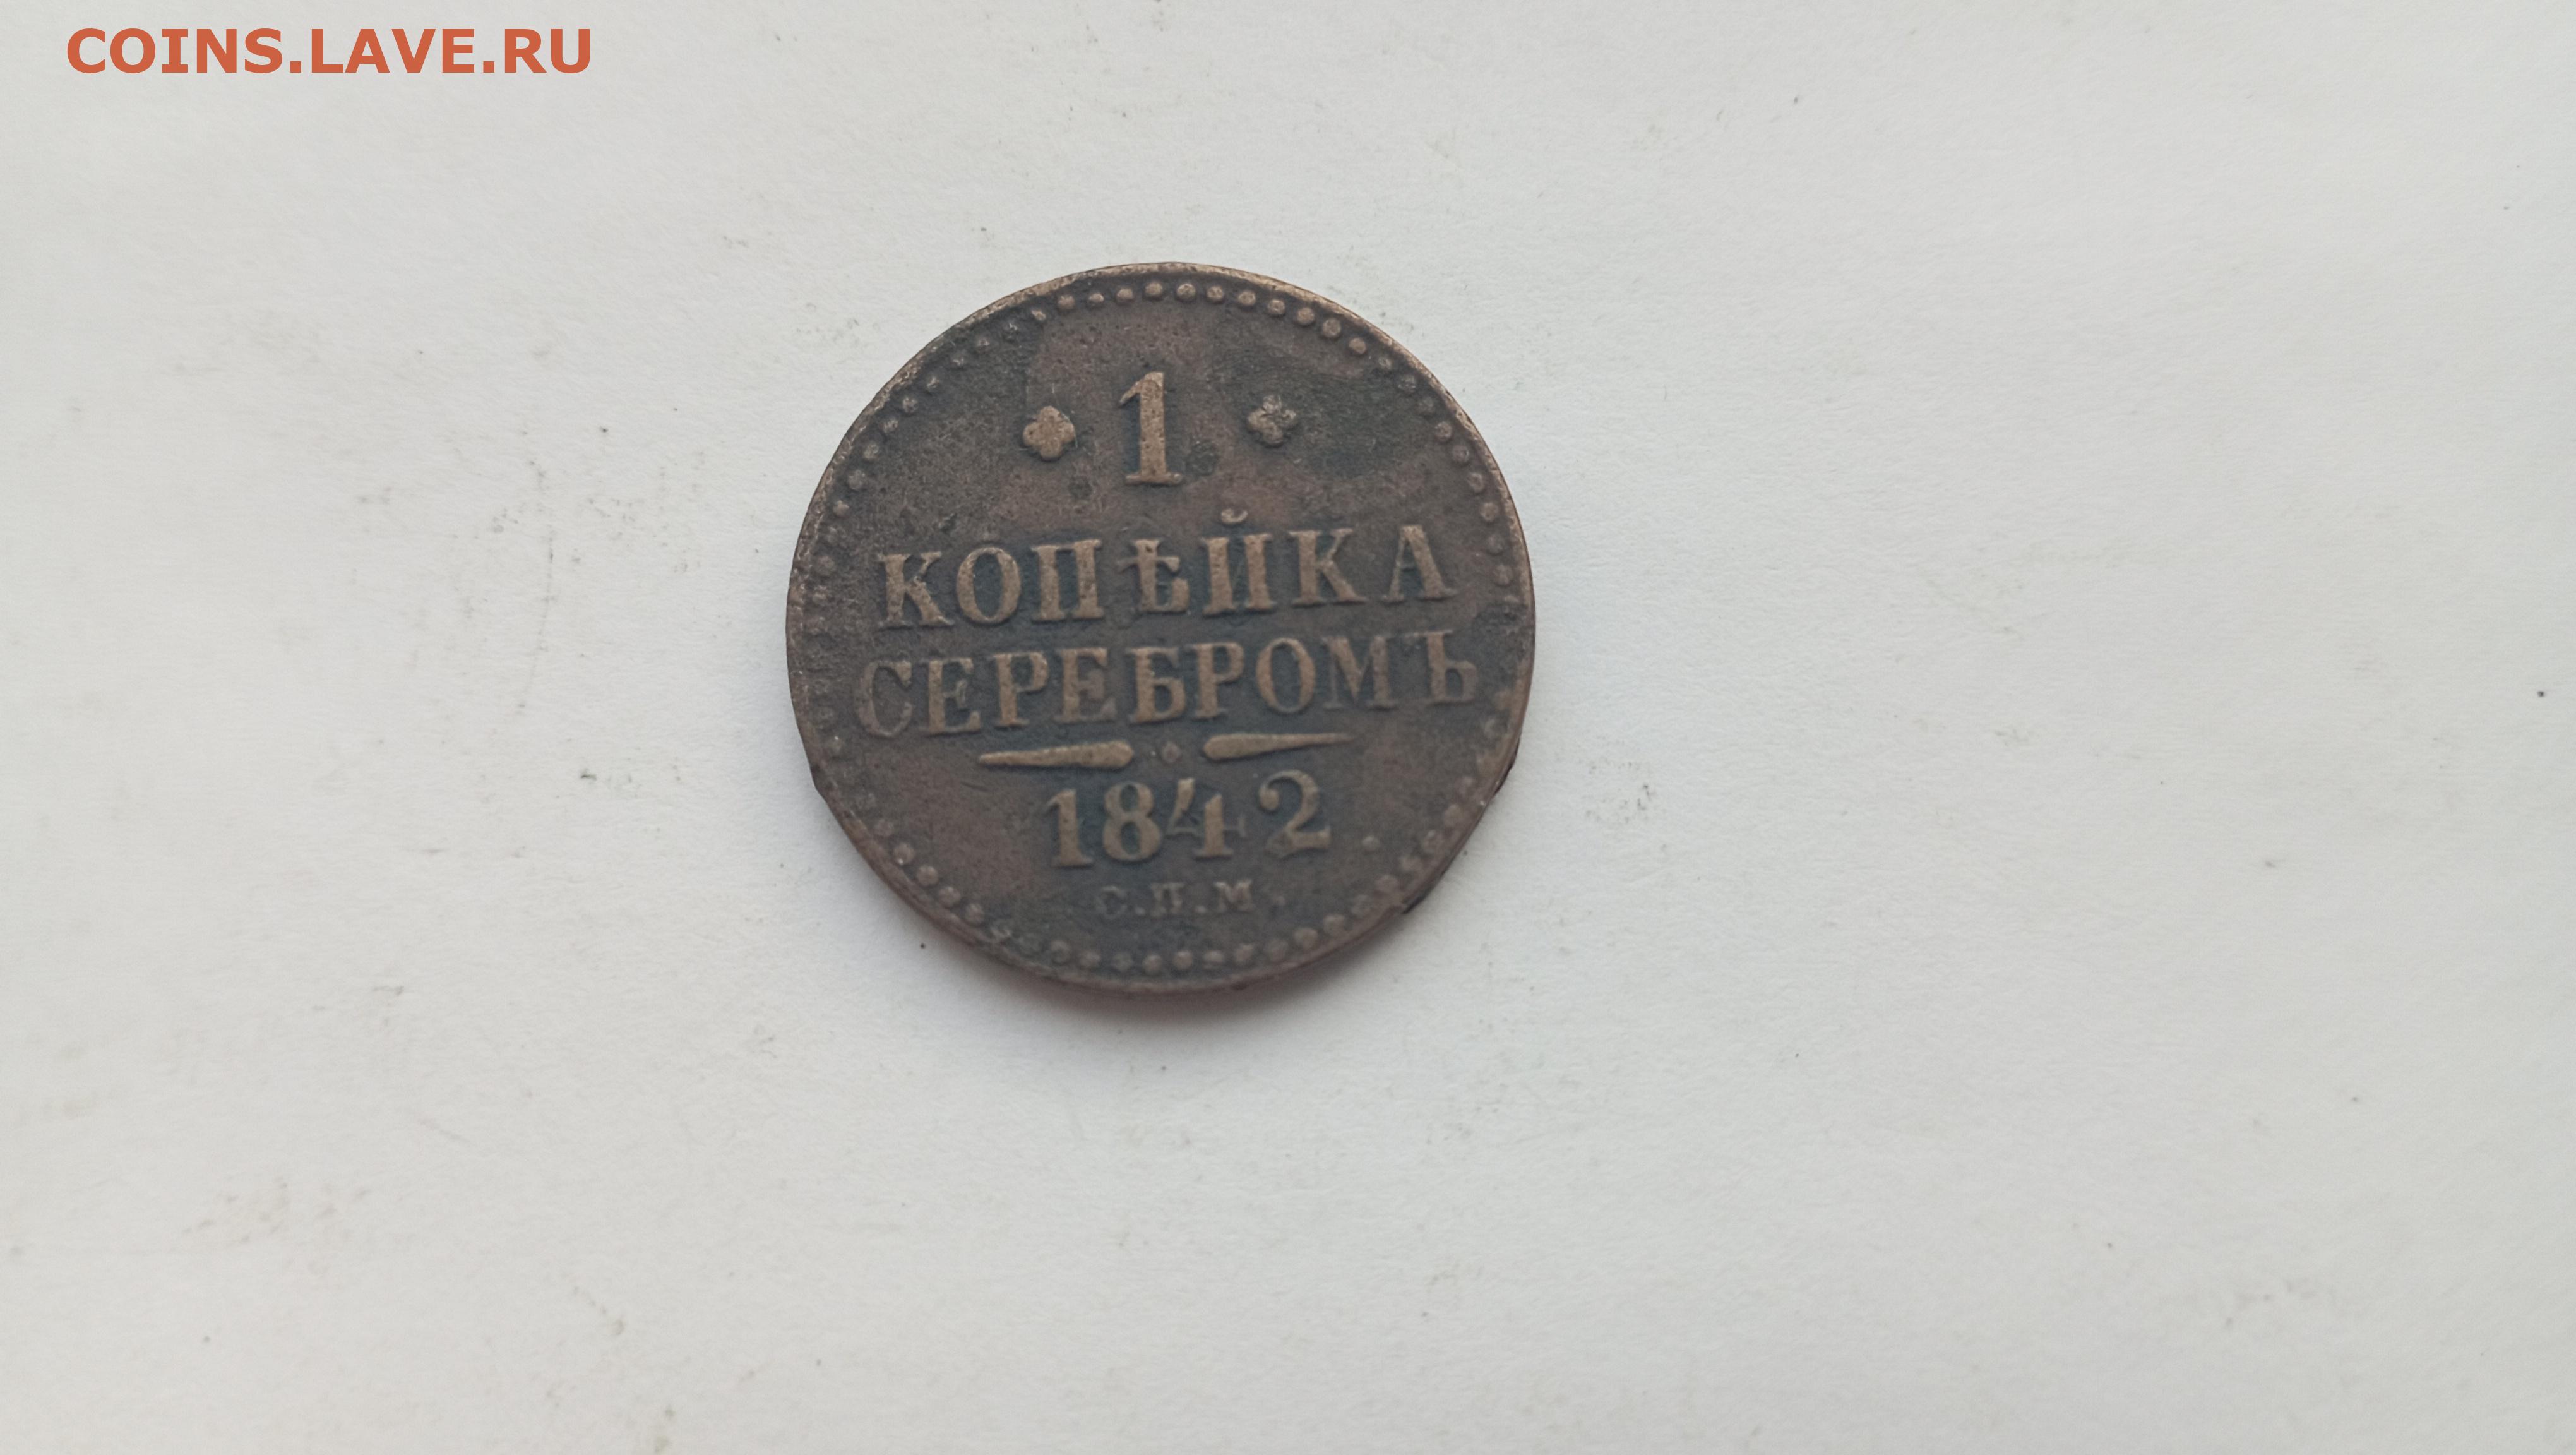 COINS.LAVE.RU
1
КОПѢЙКА
СЕРЕБРОМЪ
1842
С.П.М.